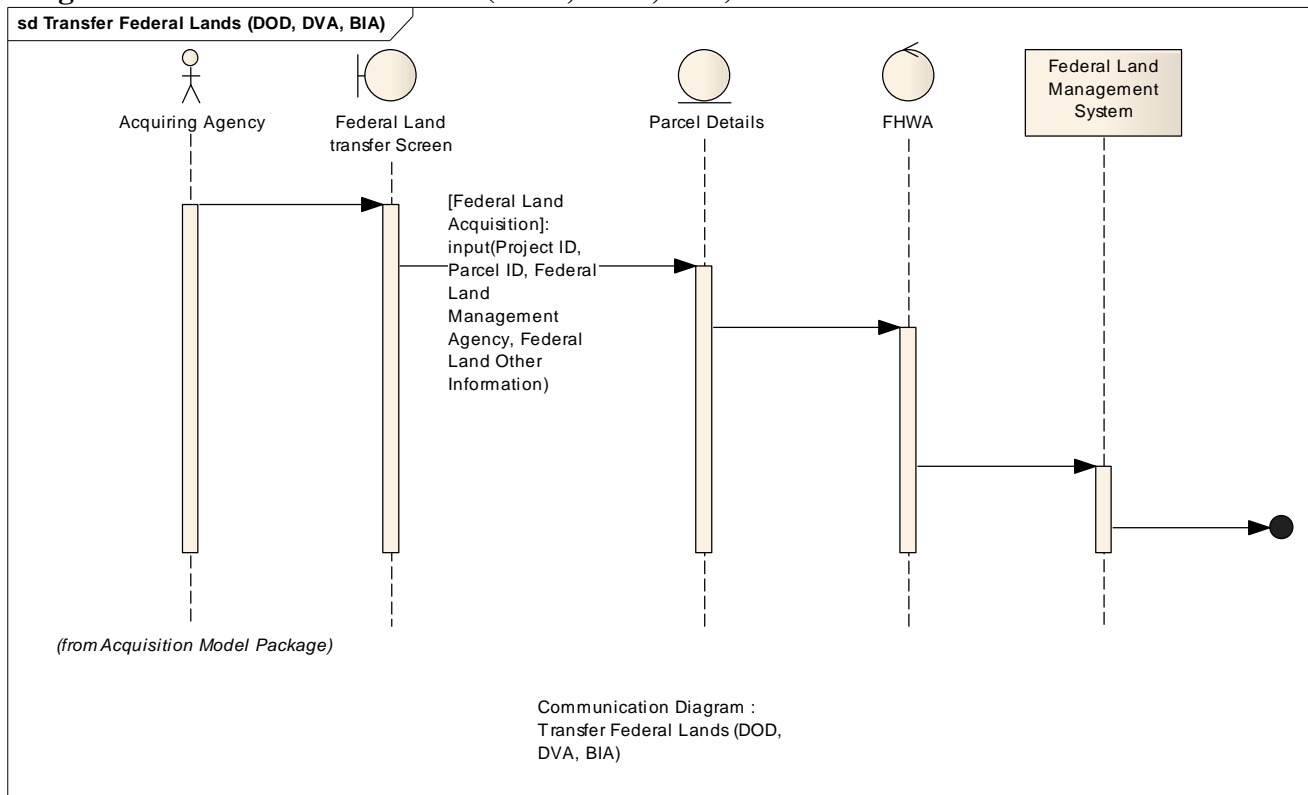 sd Transfer Federal Lands (DOD, DVA, BIA)
Acquiring Agency
Federal Land
transfer Screen
Parcel Details
FHWA
Federal Land
Management
System
[Federal Land
Acquisition]:
input(Project ID,
Parcel ID, Federal
Land
Management
Agency, Federal
Land Other
Information)
(from Acquisition Model Package)
Communication Diagram :
Transfer Federal Lands (DOD,
DVA, BIA)